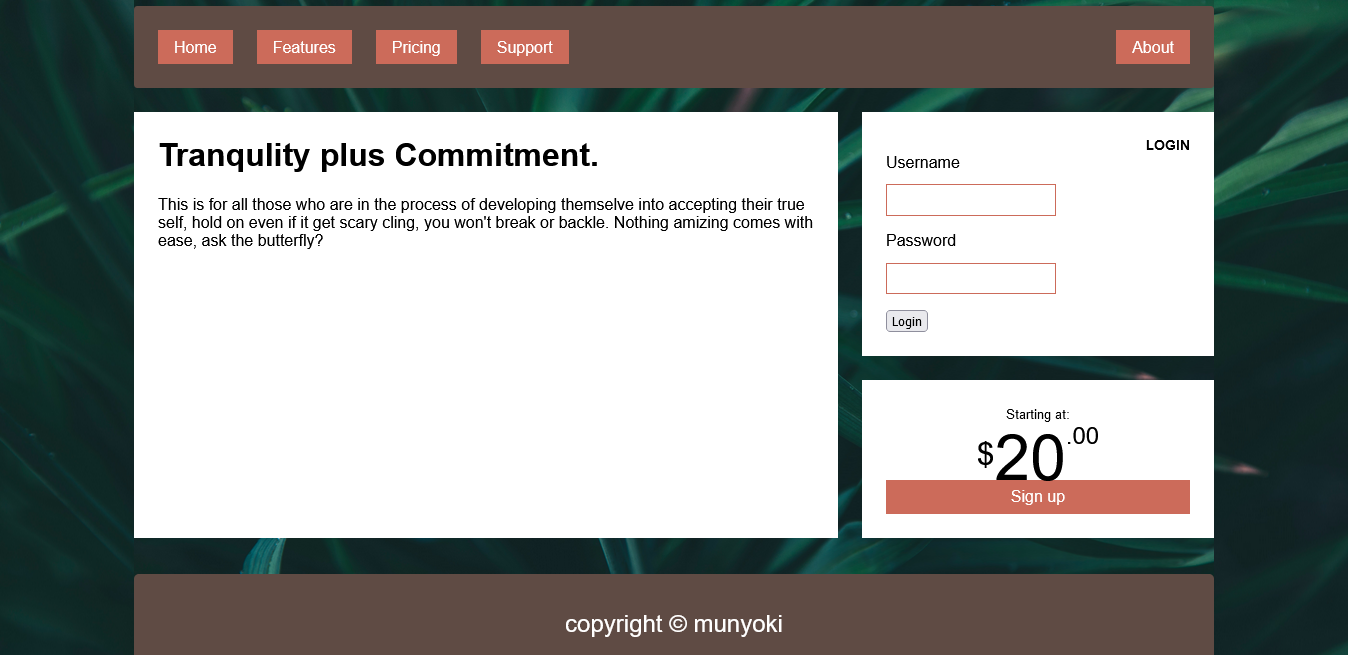 Home Features Pricing Support About
Tranqulity plus Commitment.
This is for all those who are in the process of developing themselve into accepting their true
self, hold on even if it get scary cling, you won't break or backle. Nothing amizing comes with
ease, ask the butterfly?
LOGIN
Username
Password
Login
Starting at:
$20.00
Sign up
copyright © munyoki